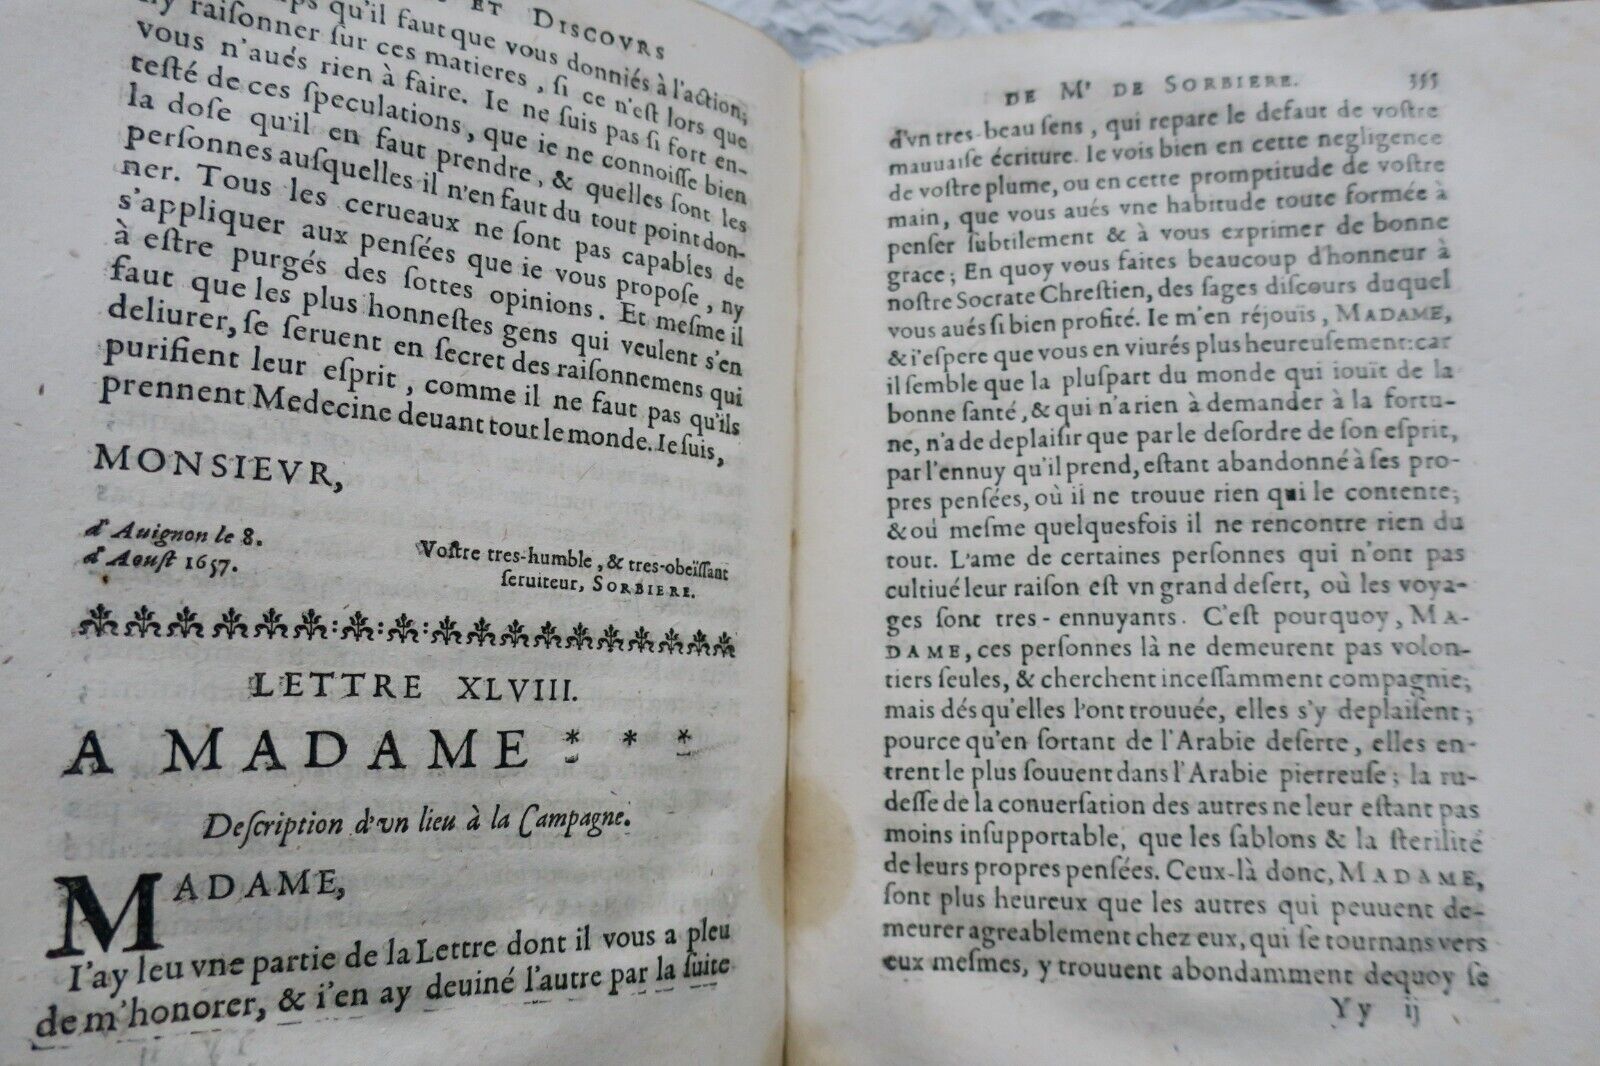 ET DISCOVRS
raiſonner ſur ces matieres, ſi ce n'eſt lors que
qu'il faut que vous donniés à l'action,
vous n'aués rien à faire. Ie ne ſuis pas ſi fort en-
teſté de ces ſpeculations, que ie ne connoiſſe bien
la doſe qu'il en faut prendre, & quelles ſont les
perſonnes auſquelles il n'en faut du tout point don-
ner. Tous les cerueaux ne ſont pas capables de
s'appliquer aux penſées que ie vous propoſe, ny
à eſtre purgés des ſottes opinions. Et meſme il
faut que les plus honneſtes gens qui veulent s'en
deliurer, ſe ſeruent en ſecret des raiſonnemens qui
purifient leur eſprit, comme il ne faut pas qu'ils
prennent Medecine deuant tout le monde. Ie ſuis,
MONSIEVR,
d'Auignon le 8.
d'Aouſt 1657.
Voſtre tres-humble, & tres-obeïſſant
ſeruiteur, SORBIERE.
LETTRE XLVIII.
A MADAME * * *
Deſcription d'vn lieu à la Campagne.
MADAME,
I'ay leu vne partie de la Lettre dont il vous a pleu
de m'honorer, & i'en ay deuiné l'autre par la ſuite
DE Mr DE SORBIERE. 355
d'vn tres-beau ſens, qui repare le defaut de voſtre
mauuaiſe écriture. Ie vois bien en cette negligence
de voſtre plume, ou en cette promptitude de voſtre
main, que vous aués vne habitude toute formée à
penſer ſubtilement & à vous exprimer de bonne
grace; En quoy vous faites beaucoup d'honneur à
noſtre Socrate Chreſtien, des ſages diſcours duquel
vous aués ſi bien profité. Ie m'en réjouïs, MADAME,
& i'eſpere que vous en viurés plus heureuſement: car
il ſemble que la pluſpart du monde qui iouït de la
bonne ſanté, & qui n'a rien à demander à la fortu-
ne, n'a de deplaiſir que par le deſordre de ſon eſprit,
par l'ennuy qu'il prend, eſtant abandonné à ſes pro-
pres penſées, où il ne trouue rien qui le contente;
& où meſme quelquesfois il ne rencontre rien du
tout. L'ame de certaines perſonnes qui n'ont pas
cultiué leur raiſon eſt vn grand deſert, où les voya-
ges ſont tres-ennuyants. C'eſt pourquoy, MA-
DAME, ces perſonnes là ne demeurent pas volon-
tiers ſeules, & cherchent inceſſamment compagnie;
mais dés qu'elles l'ont trouuée, elles s'y deplaiſent;
pource qu'en ſortant de l'Arabie deſerte, elles en-
trent le plus ſouuent dans l'Arabie pierreuſe; la ru-
deſſe de la conuerſation des autres ne leur eſtant pas
moins inſupportable, que les ſablons & la ſterilité
de leurs propres penſées. Ceux-là donc, MADAME,
ſont plus heureux que les autres qui peuuent de-
meurer agreablement chez eux, qui ſe tournans vers
eux meſmes, y trouuent abondamment dequoy ſe
Yy ij